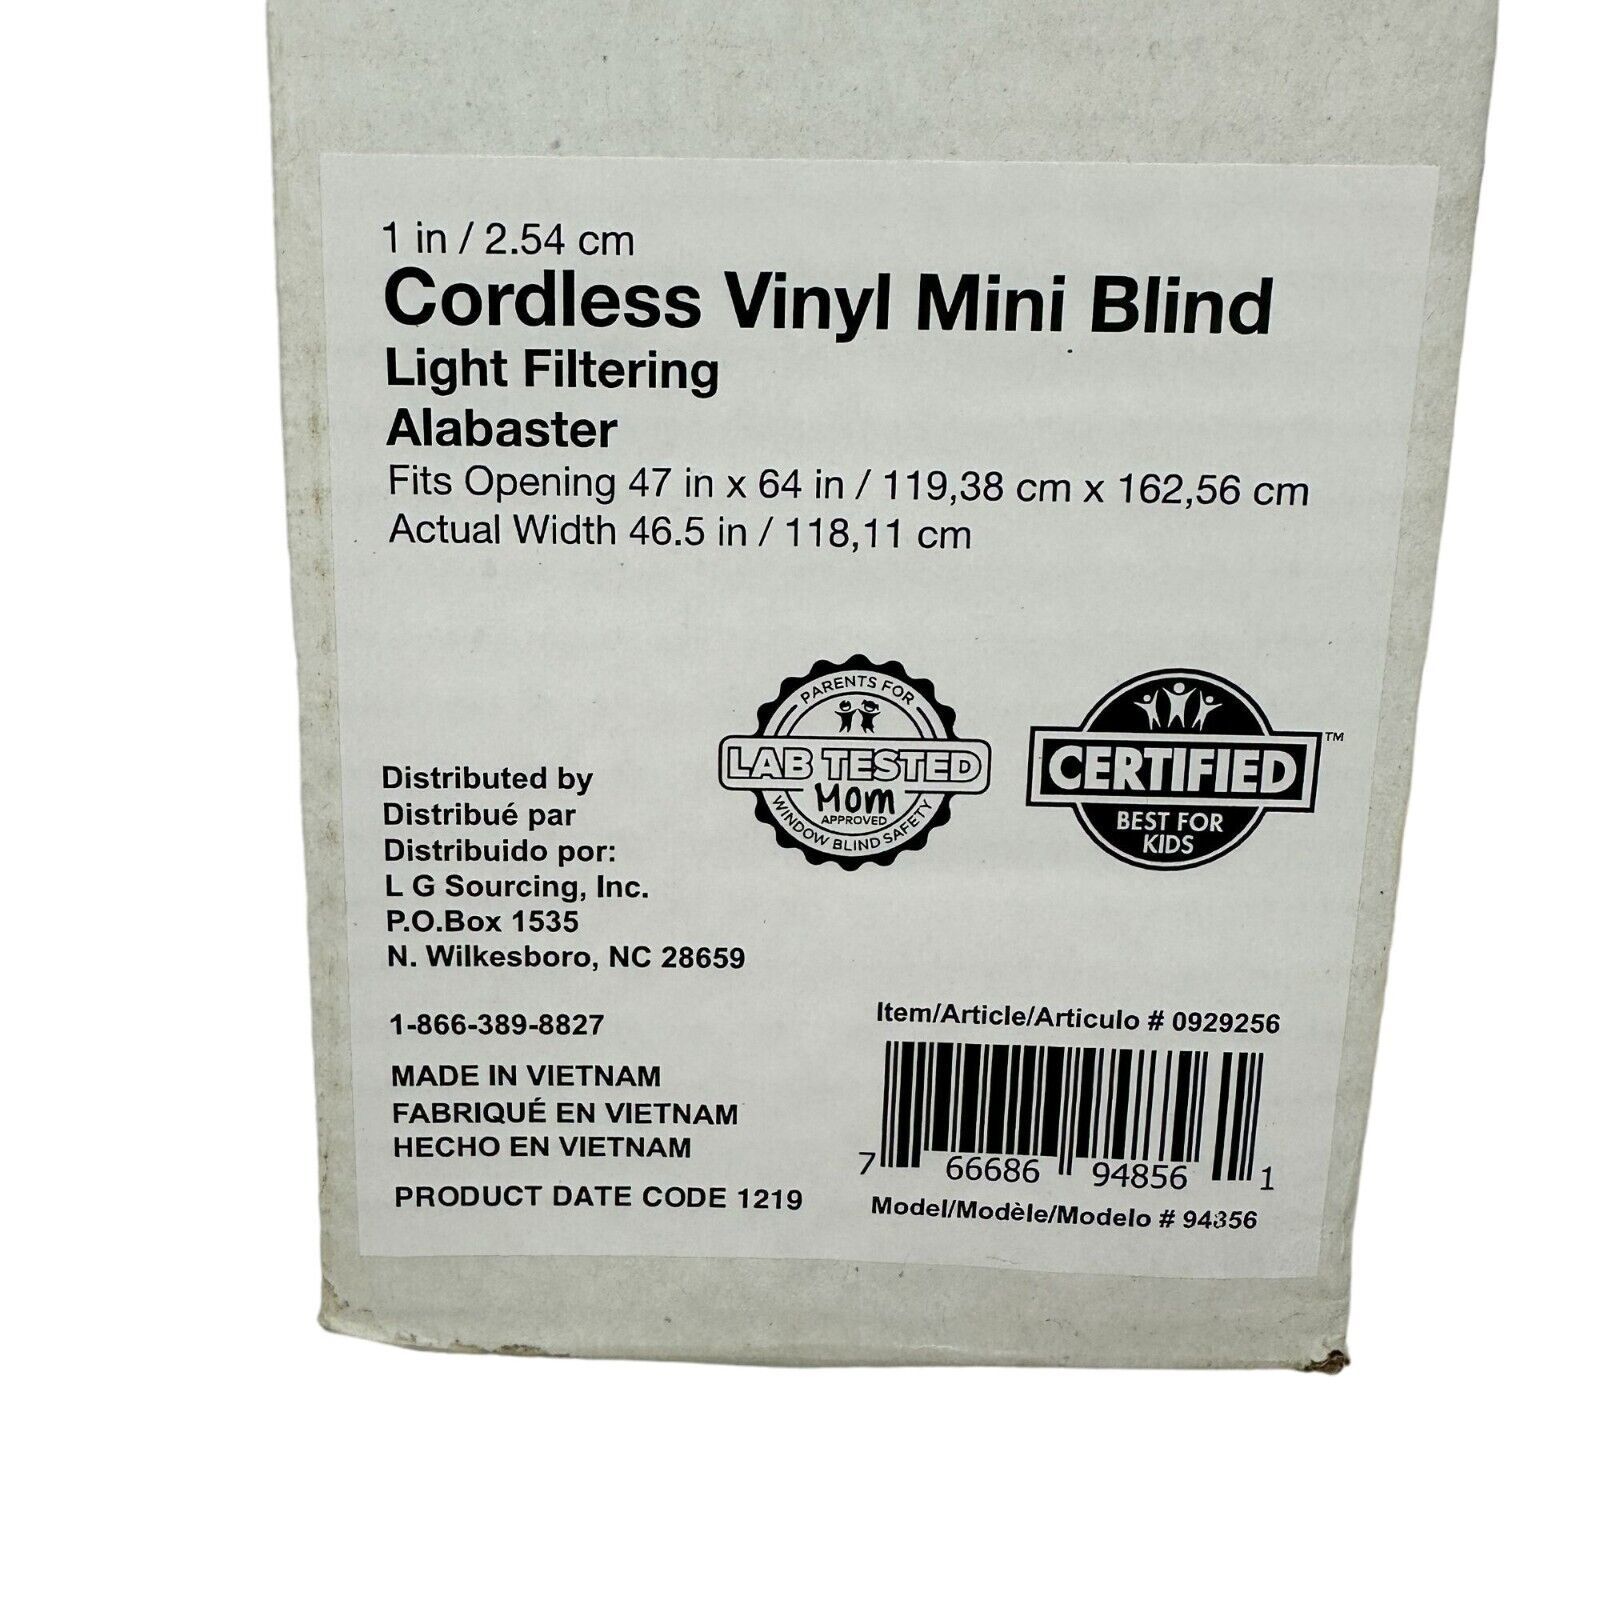 1 in / 2.54 cm
Cordless Vinyl Mini Blind
Light Filtering
Alabaster
Fits Opening 47 in x 64 in / 119,38 cm x 162,56 cm
Actual Width 46.5 in / 118,11 cm
PARENTS FOR
LAB TESTED
Mom
APPROVED
WINDOW BLIND SAFETY
CERTIFIED™
BEST FOR
KIDS
Distributed by
Distribué par
Distribuido por:
L G Sourcing, Inc.
P.O.Box 1535
N. Wilkesboro, NC 28659
1-866-389-8827
MADE IN VIETNAM
FABRIQUÉ EN VIETNAM
HECHO EN VIETNAM
PRODUCT DATE CODE 1219
Item/Article/Articulo # 0929256
7 66686 94856 1
Model/Modèle/Modelo # 94856